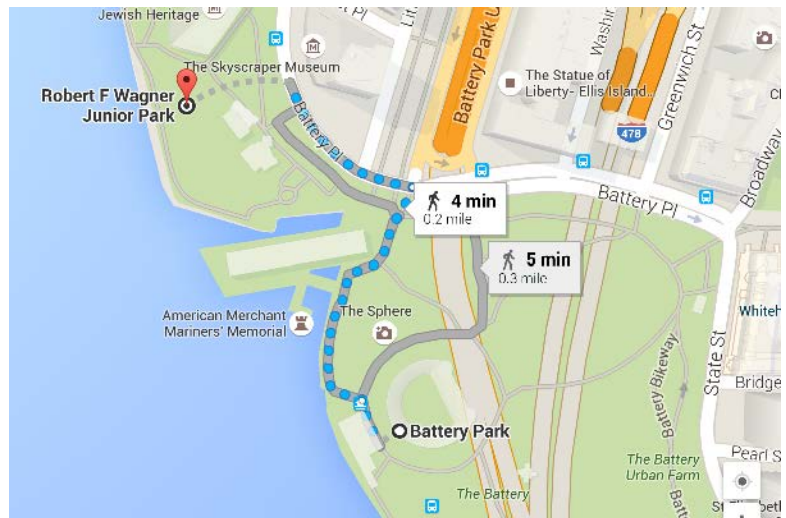 Jewish Heritage
The Skyscraper Museum
Robert F Wagner
Junior Park
Battery Pl
Battery Park U
Washin
The Statue of
Liberty- Ellis Island...
Greenwich St
478
Broadway
Battery Pl
4 min
0.2 mile
5 min
0.3 mile
American Merchant
Mariners' Memorial
The Sphere
Whiteh
State St
Battery Bikeway
Bridge
Battery Park
The Battery
Urban Farm
Pearl S
The Battery
Batt